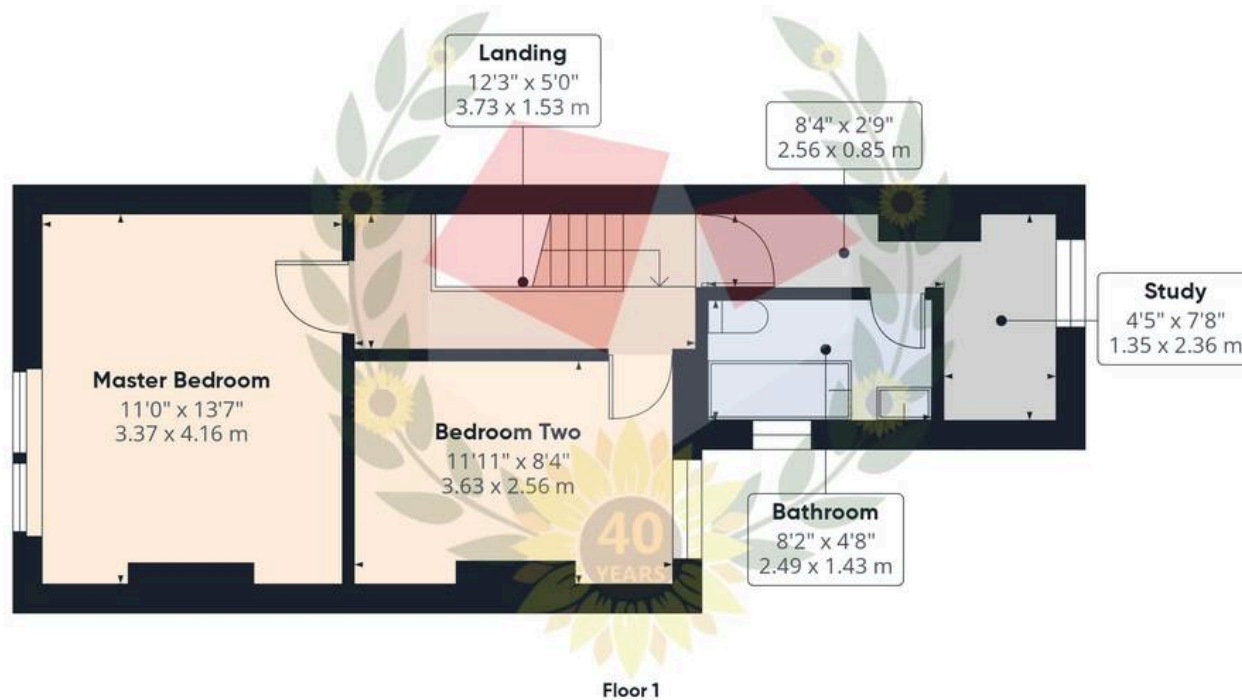 Landing
12'3" x 5'0"
3.73 x 1.53 m
8'4" x 2'9"
2.56 x 0.85 m
Study
4'5" x 7'8"
1.35 x 2.36 m
Master Bedroom
11'0" x 13'7"
3.37 x 4.16 m
Bedroom Two
11'11" x 8'4"
3.63 x 2.56 m
Bathroom
8'2" x 4'8"
2.49 x 1.43 m
40
YEARS
Floor 1